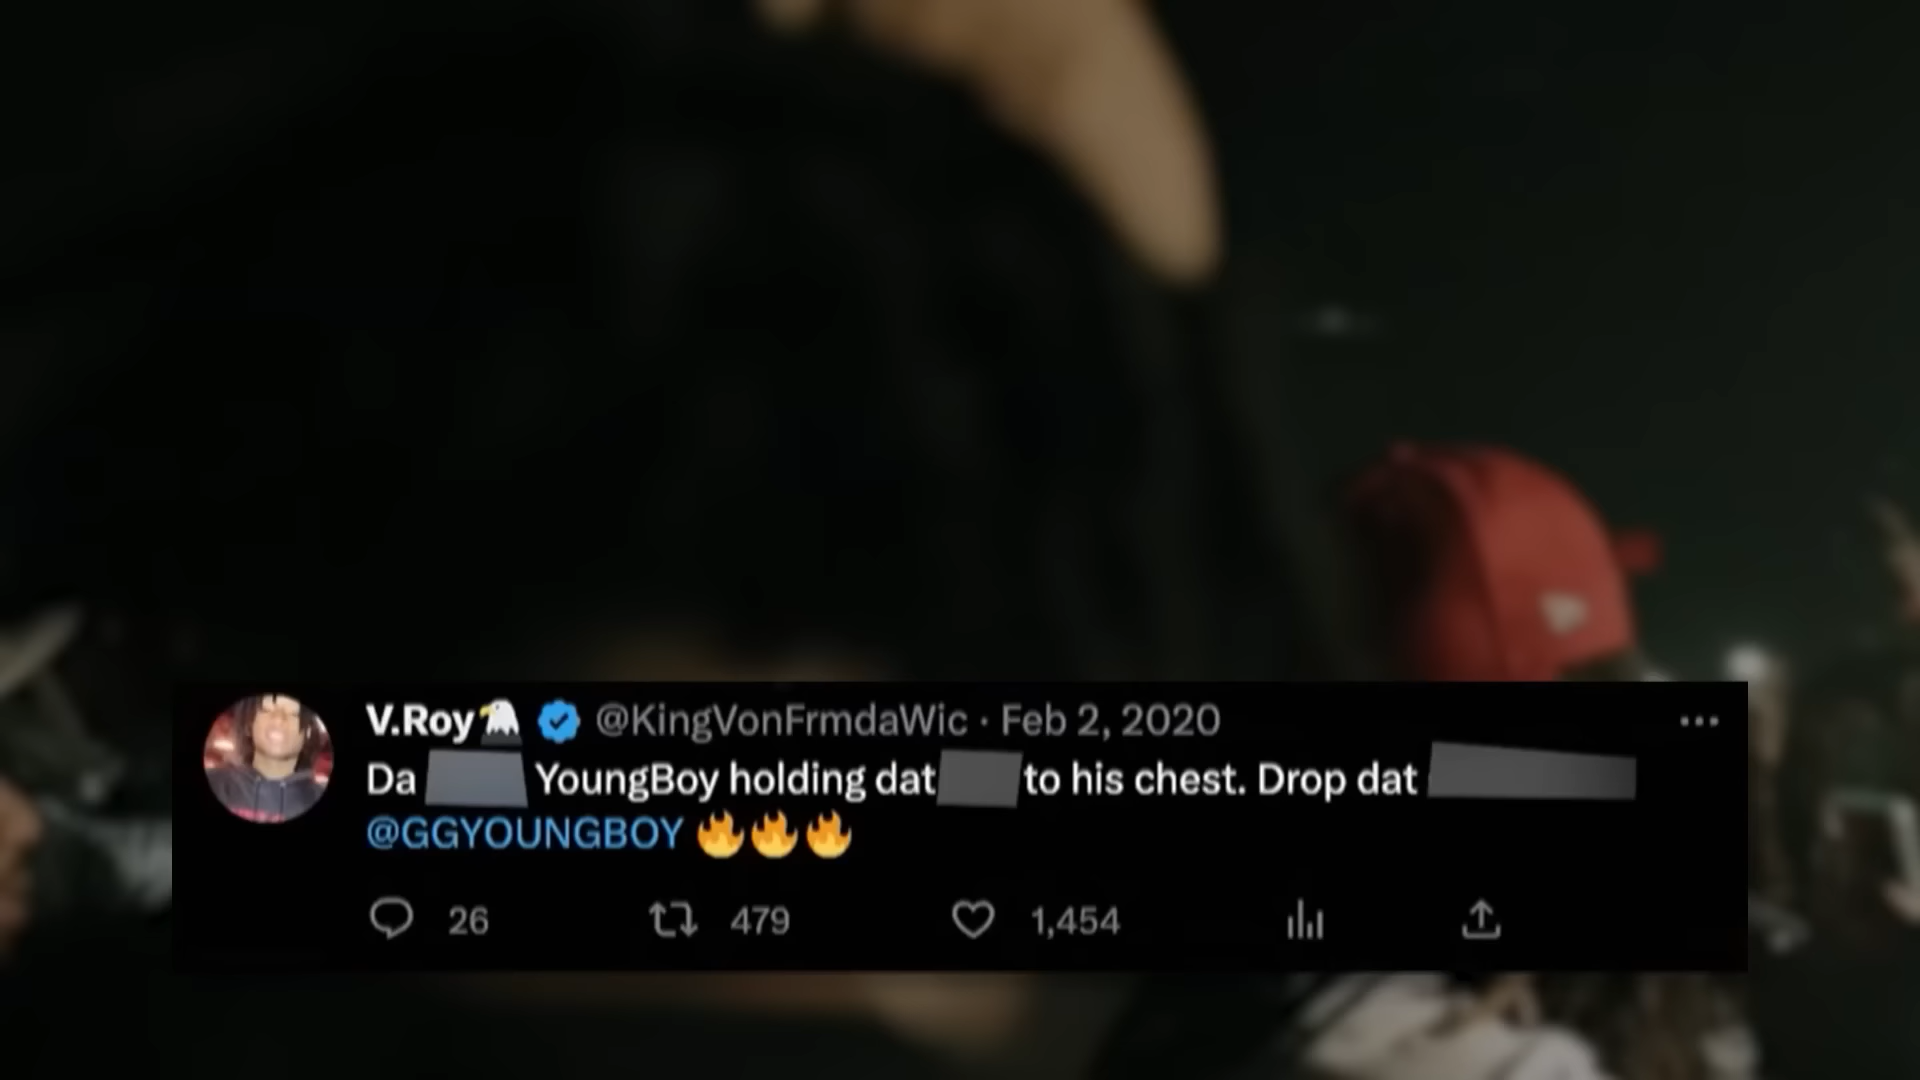 V.Roy🦅 @KingVonFrmdaWic · Feb 2, 2020
Da YoungBoy holding dat to his chest. Drop dat
@GGYOUNGBOY 🔥🔥🔥
26 479 1,454